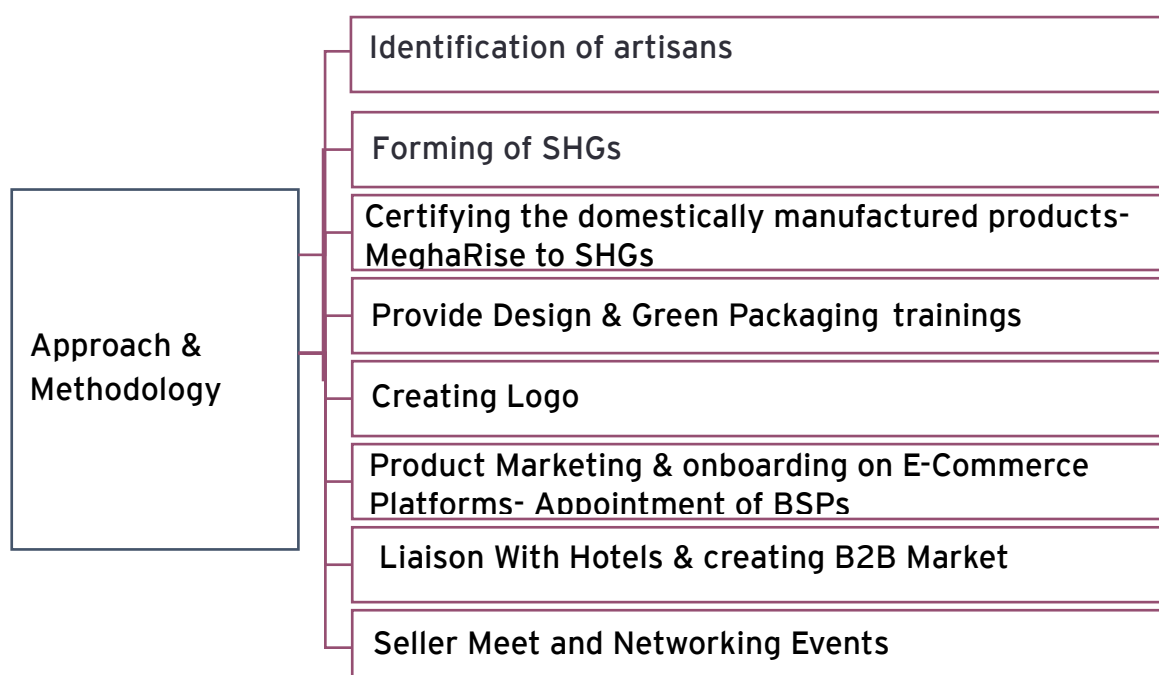 Identification of artisans
Forming of SHGs
Certifying the domestically manufactured products-
MeghaRise to SHGs
Provide Design & Green Packaging trainings
Approach &
Methodology
Creating Logo
Product Marketing & onboarding on E-Commerce
Platforms- Appointment of BSPs
Liaison With Hotels & creating B2B Market
Seller Meet and Networking Events